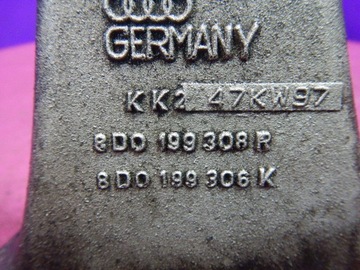 GERMANY
KK2 47KW97
8D0 199 308 R
8D0 199 306 K